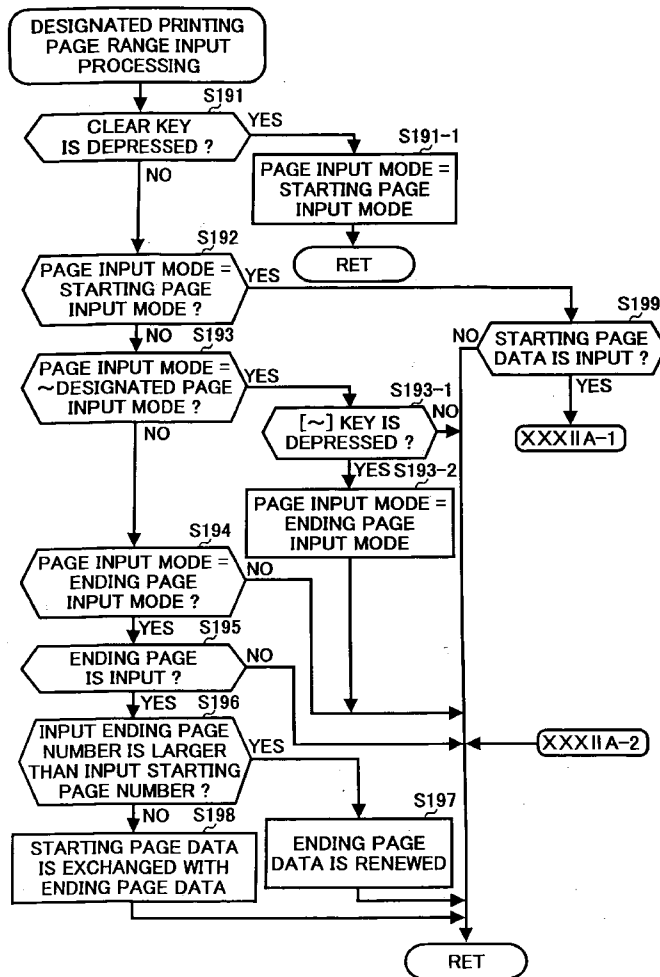 DESIGNATED PRINTING
PAGE RANGE INPUT
PROCESSING
S191
CLEAR KEY
IS DEPRESSED ?
YES
NO
S191-1
PAGE INPUT MODE =
STARTING PAGE
INPUT MODE
RET
S192
PAGE INPUT MODE =
STARTING PAGE
INPUT MODE ?
YES
NO
S199
STARTING PAGE
DATA IS INPUT ?
NO
YES
XXXIIA-1
S193
PAGE INPUT MODE =
~DESIGNATED PAGE
INPUT MODE ?
YES
NO
S193-1
[~] KEY IS
DEPRESSED ?
NO
YES
S193-2
PAGE INPUT MODE =
ENDING PAGE
INPUT MODE
S194
PAGE INPUT MODE =
ENDING PAGE
INPUT MODE ?
NO
YES
S195
ENDING PAGE
IS INPUT ?
NO
YES
S196
INPUT ENDING PAGE
NUMBER IS LARGER
THAN INPUT STARTING
PAGE NUMBER ?
YES
NO
XXXIIA-2
S197
ENDING PAGE
DATA IS RENEWED
S198
STARTING PAGE DATA
IS EXCHANGED WITH
ENDING PAGE DATA
RET